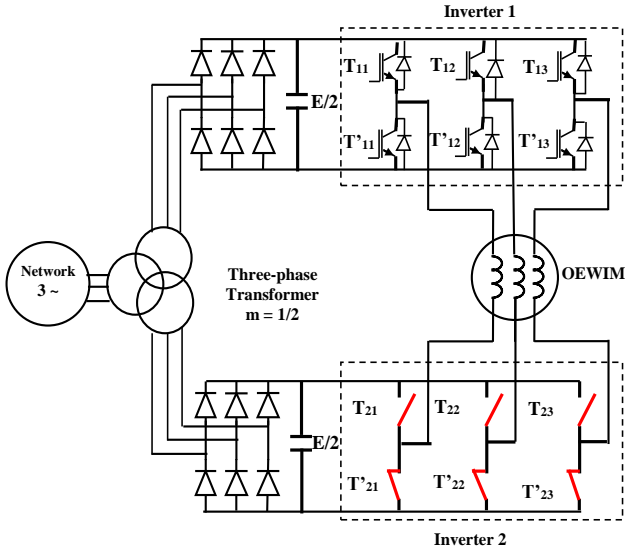 Inverter 1
T11
T12
T13
E/2
T’11
T’12
T’13
Network
3 ~
Three-phase
Transformer
m = 1/2
OEWIM
T21
T22
T23
E/2
T’21
T’22
T’23
Inverter 2